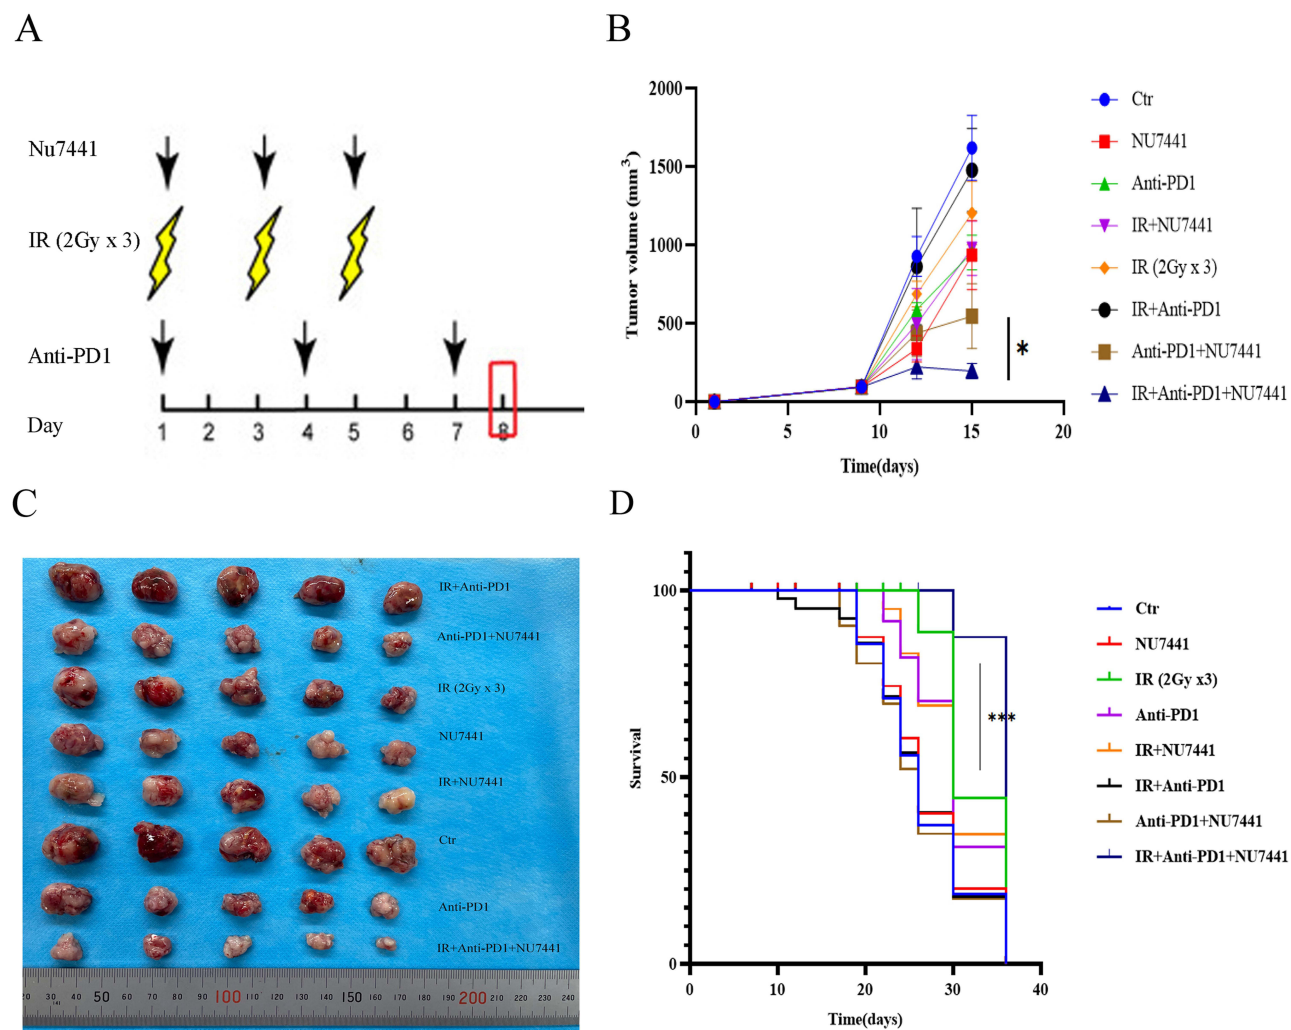 A
Nu7441
IR (2Gy x 3)
Anti-PD1
Day
1 2 3 4 5 6 7 8
B
2000
1500
1000
500
0
0 5 10 15 20
Tumor volume (mm³)
Time(days)
Ctr
NU7441
Anti-PD1
IR+NU7441
IR (2Gy x 3)
IR+Anti-PD1
Anti-PD1+NU7441
IR+Anti-PD1+NU7441
*
C
IR+Anti-PD1
Anti-PD1+NU7441
IR (2Gy x 3)
NU7441
IR+NU7441
Ctr
Anti-PD1
IR+Anti-PD1+NU7441
20 30 40 50 60 70 80 90 100 110 120 130 140 150 160 170 180 190 200 210 220 230 240
D
100
50
0
0 10 20 30 40
Survival
Time(days)
***
Ctr
NU7441
IR (2Gy x3)
Anti-PD1
IR+NU7441
IR+Anti-PD1
Anti-PD1+NU7441
IR+Anti-PD1+NU7441